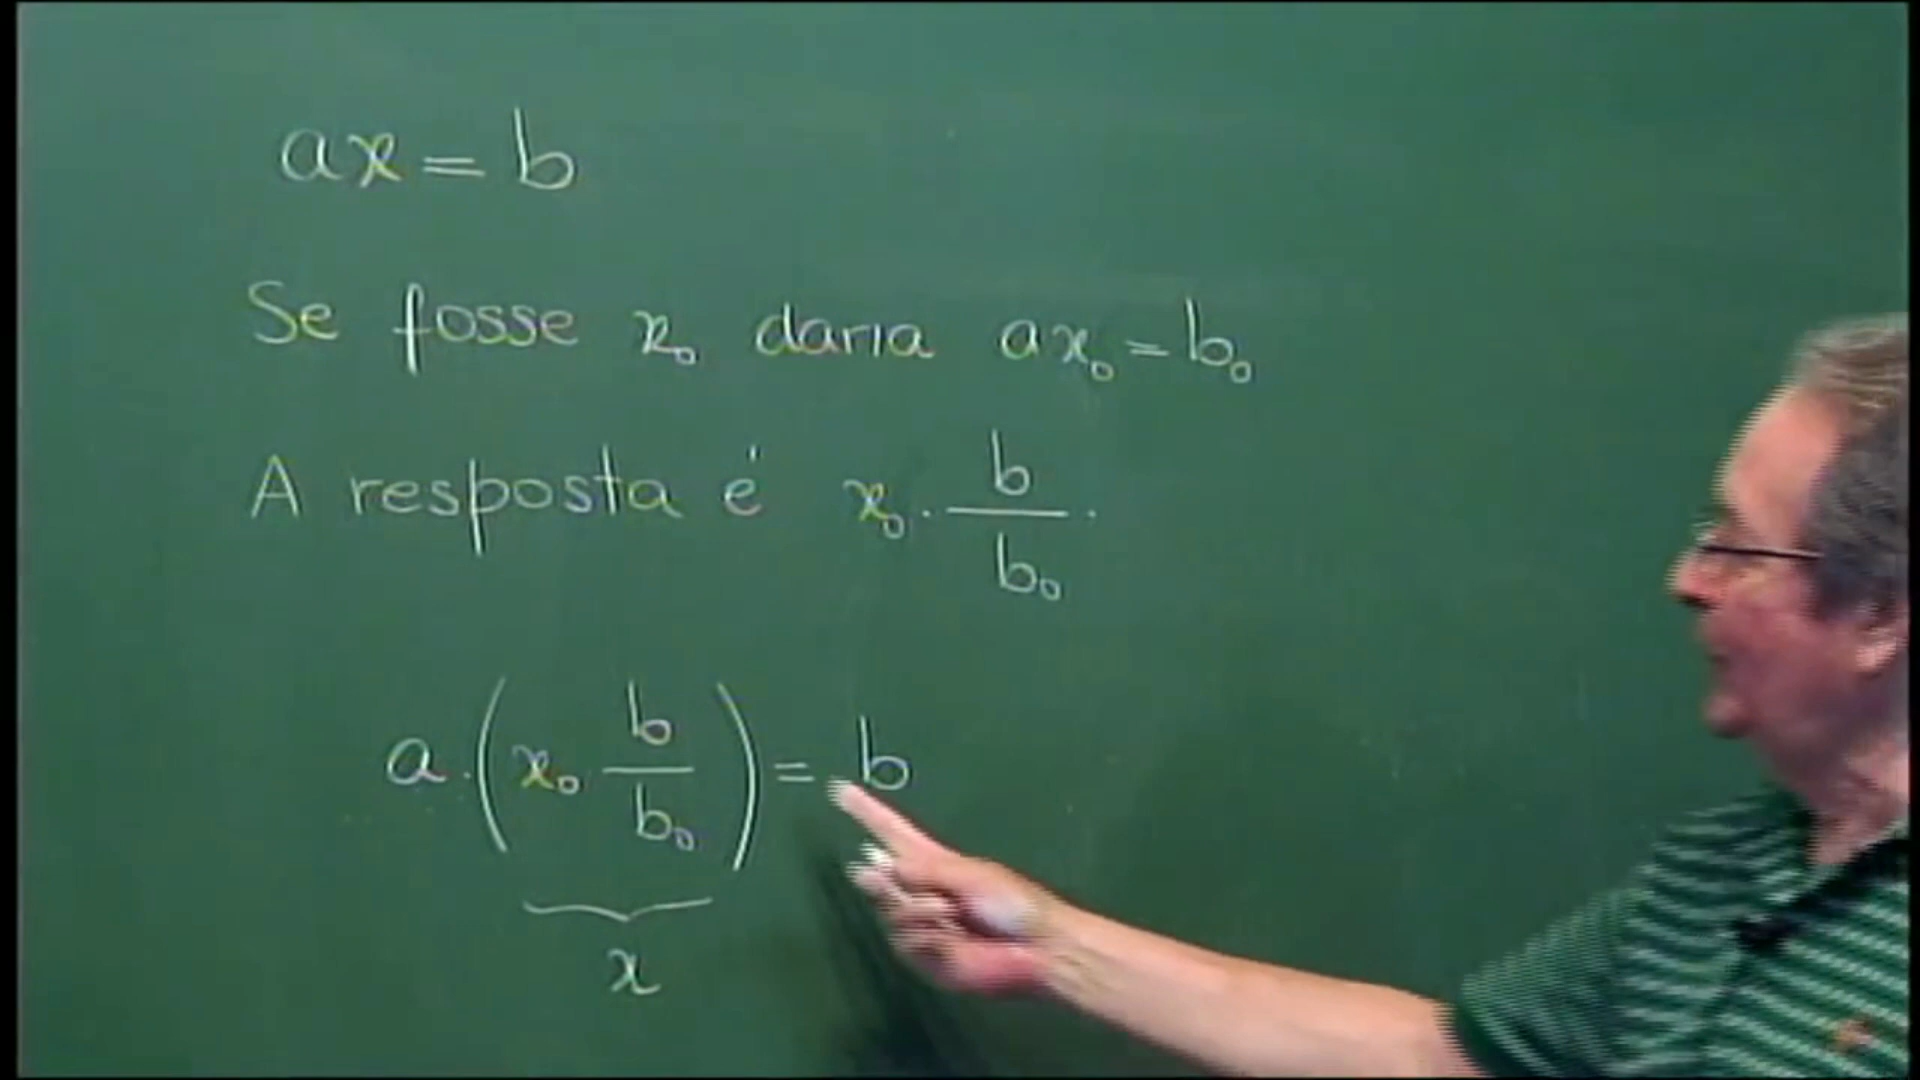 ax = b
Se fosse x₀ daria ax₀ = b₀
A resposta é x₀ · b/b₀ .
a · (x₀ b/b₀) = b
x